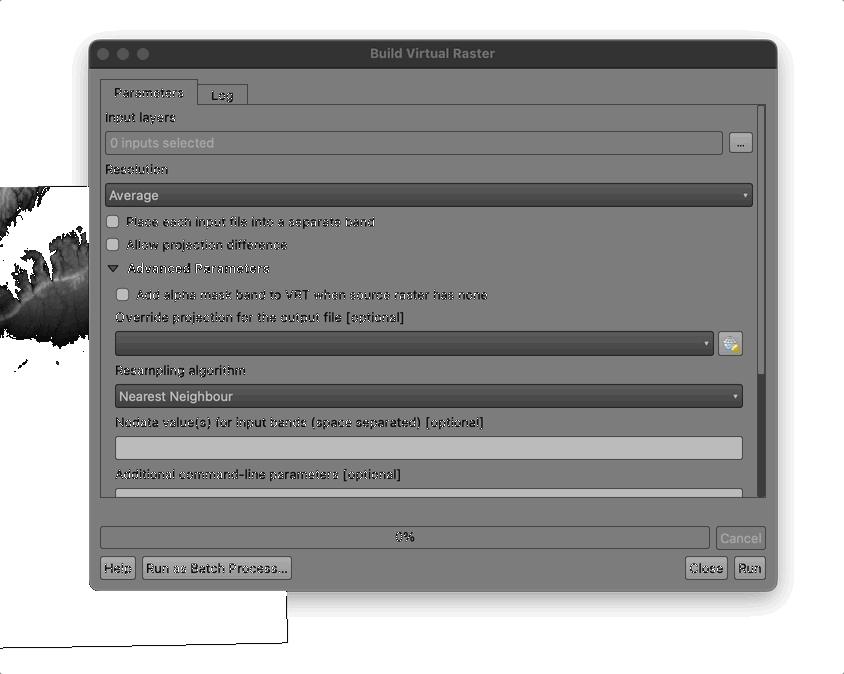 Build Virtual Raster
Parameters
Log
Input layers
0 inputs selected
...
Resolution
Average
Place each input file into a separate band
Allow projection difference
Advanced Parameters
Add alpha mask band to VRT when source raster has none
Override projection for the output file [optional]
Resampling algorithm
Nearest Neighbour
Nodata value(s) for input bands (space separated) [optional]
Additional command-line parameters [optional]
0%
Cancel
Help
Run as Batch Process...
Close
Run